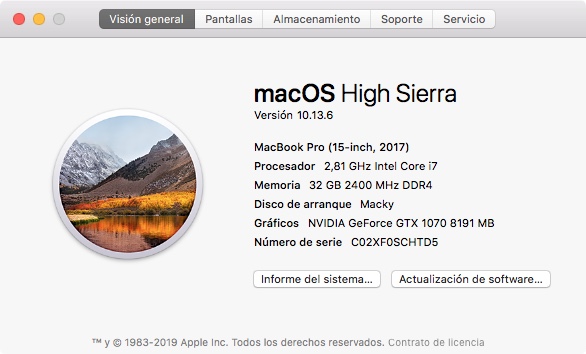 Visión general Pantallas Almacenamiento Soporte Servicio
macOS High Sierra
Versión 10.13.6
MacBook Pro (15-inch, 2017)
Procesador 2,81 GHz Intel Core i7
Memoria 32 GB 2400 MHz DDR4
Disco de arranque Macky
Gráficos NVIDIA GeForce GTX 1070 8191 MB
Número de serie C02XF0SCHTD5
Informe del sistema... Actualización de software...
™ y © 1983-2019 Apple Inc. Todos los derechos reservados. Contrato de licencia